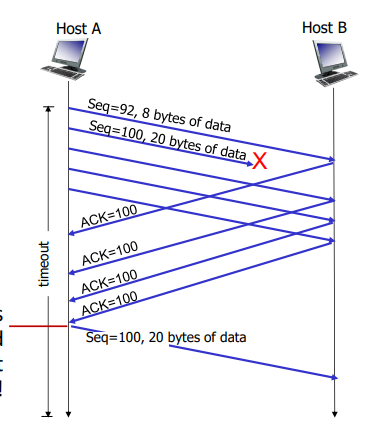 Host A
Host B
Seq=92, 8 bytes of data
Seq=100, 20 bytes of data
X
ACK=100
ACK=100
ACK=100
ACK=100
timeout
Seq=100, 20 bytes of data